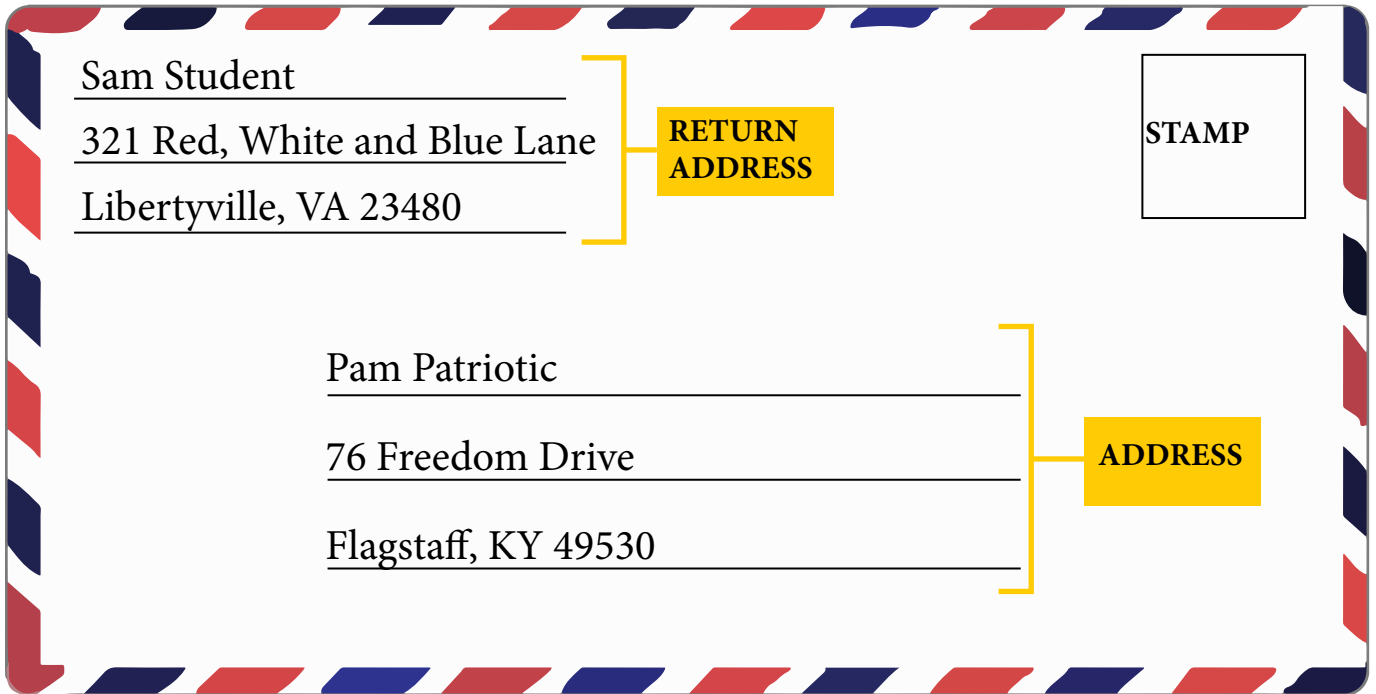 Sam Student
321 Red, White and Blue Lane
Libertyville, VA 23480
RETURN
ADDRESS
STAMP
Pam Patriotic
76 Freedom Drive
Flagstaff, KY 49530
ADDRESS